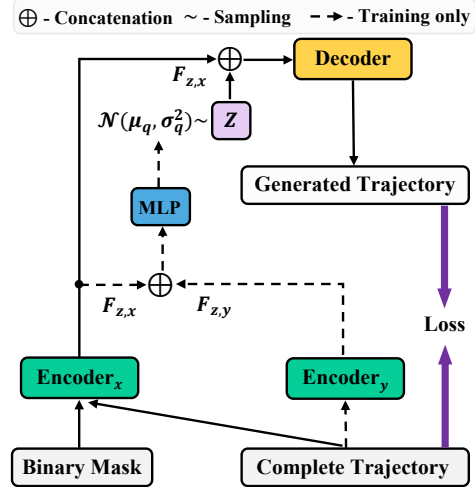 ⊕ - Concatenation ~ - Sampling - Training only
F_{z,x}
Decoder
𝒩(μ_q, σ_q^2)~ Z
Generated Trajectory
MLP
F_{z,x} F_{z,y}
Loss
Encoder_x Encoder_y
Binary Mask Complete Trajectory